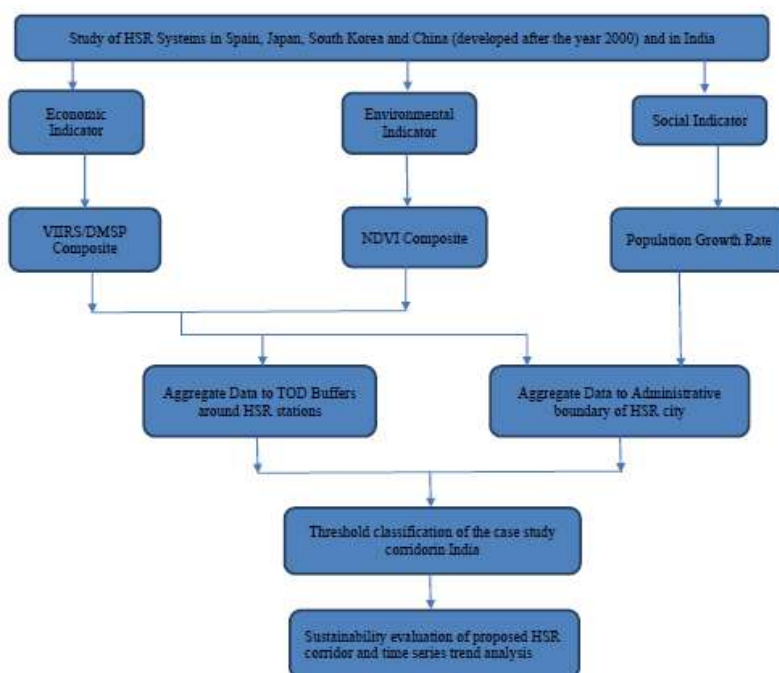 Study of HSR Systems in Spain, Japan, South Korea and China (developed after the year 2000) and in India
Economic
Indicator
Environmental
Indicator
Social Indicator
VIIRS/DMSP
Composite
NDVI Composite
Population Growth Rate
Aggregate Data to TOD Buffers
around HSR stations
Aggregate Data to Administrative
boundary of HSR city
Threshold classification of the case study
corridorin India
Sustainability evaluation of proposed HSR
corridor and time series trend analysis